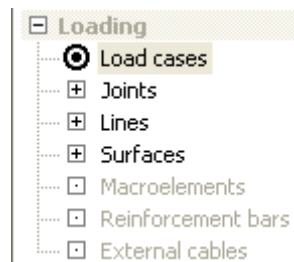 Loading
Load cases
Joints
Lines
Surfaces
Macroelements
Reinforcement bars
External cables